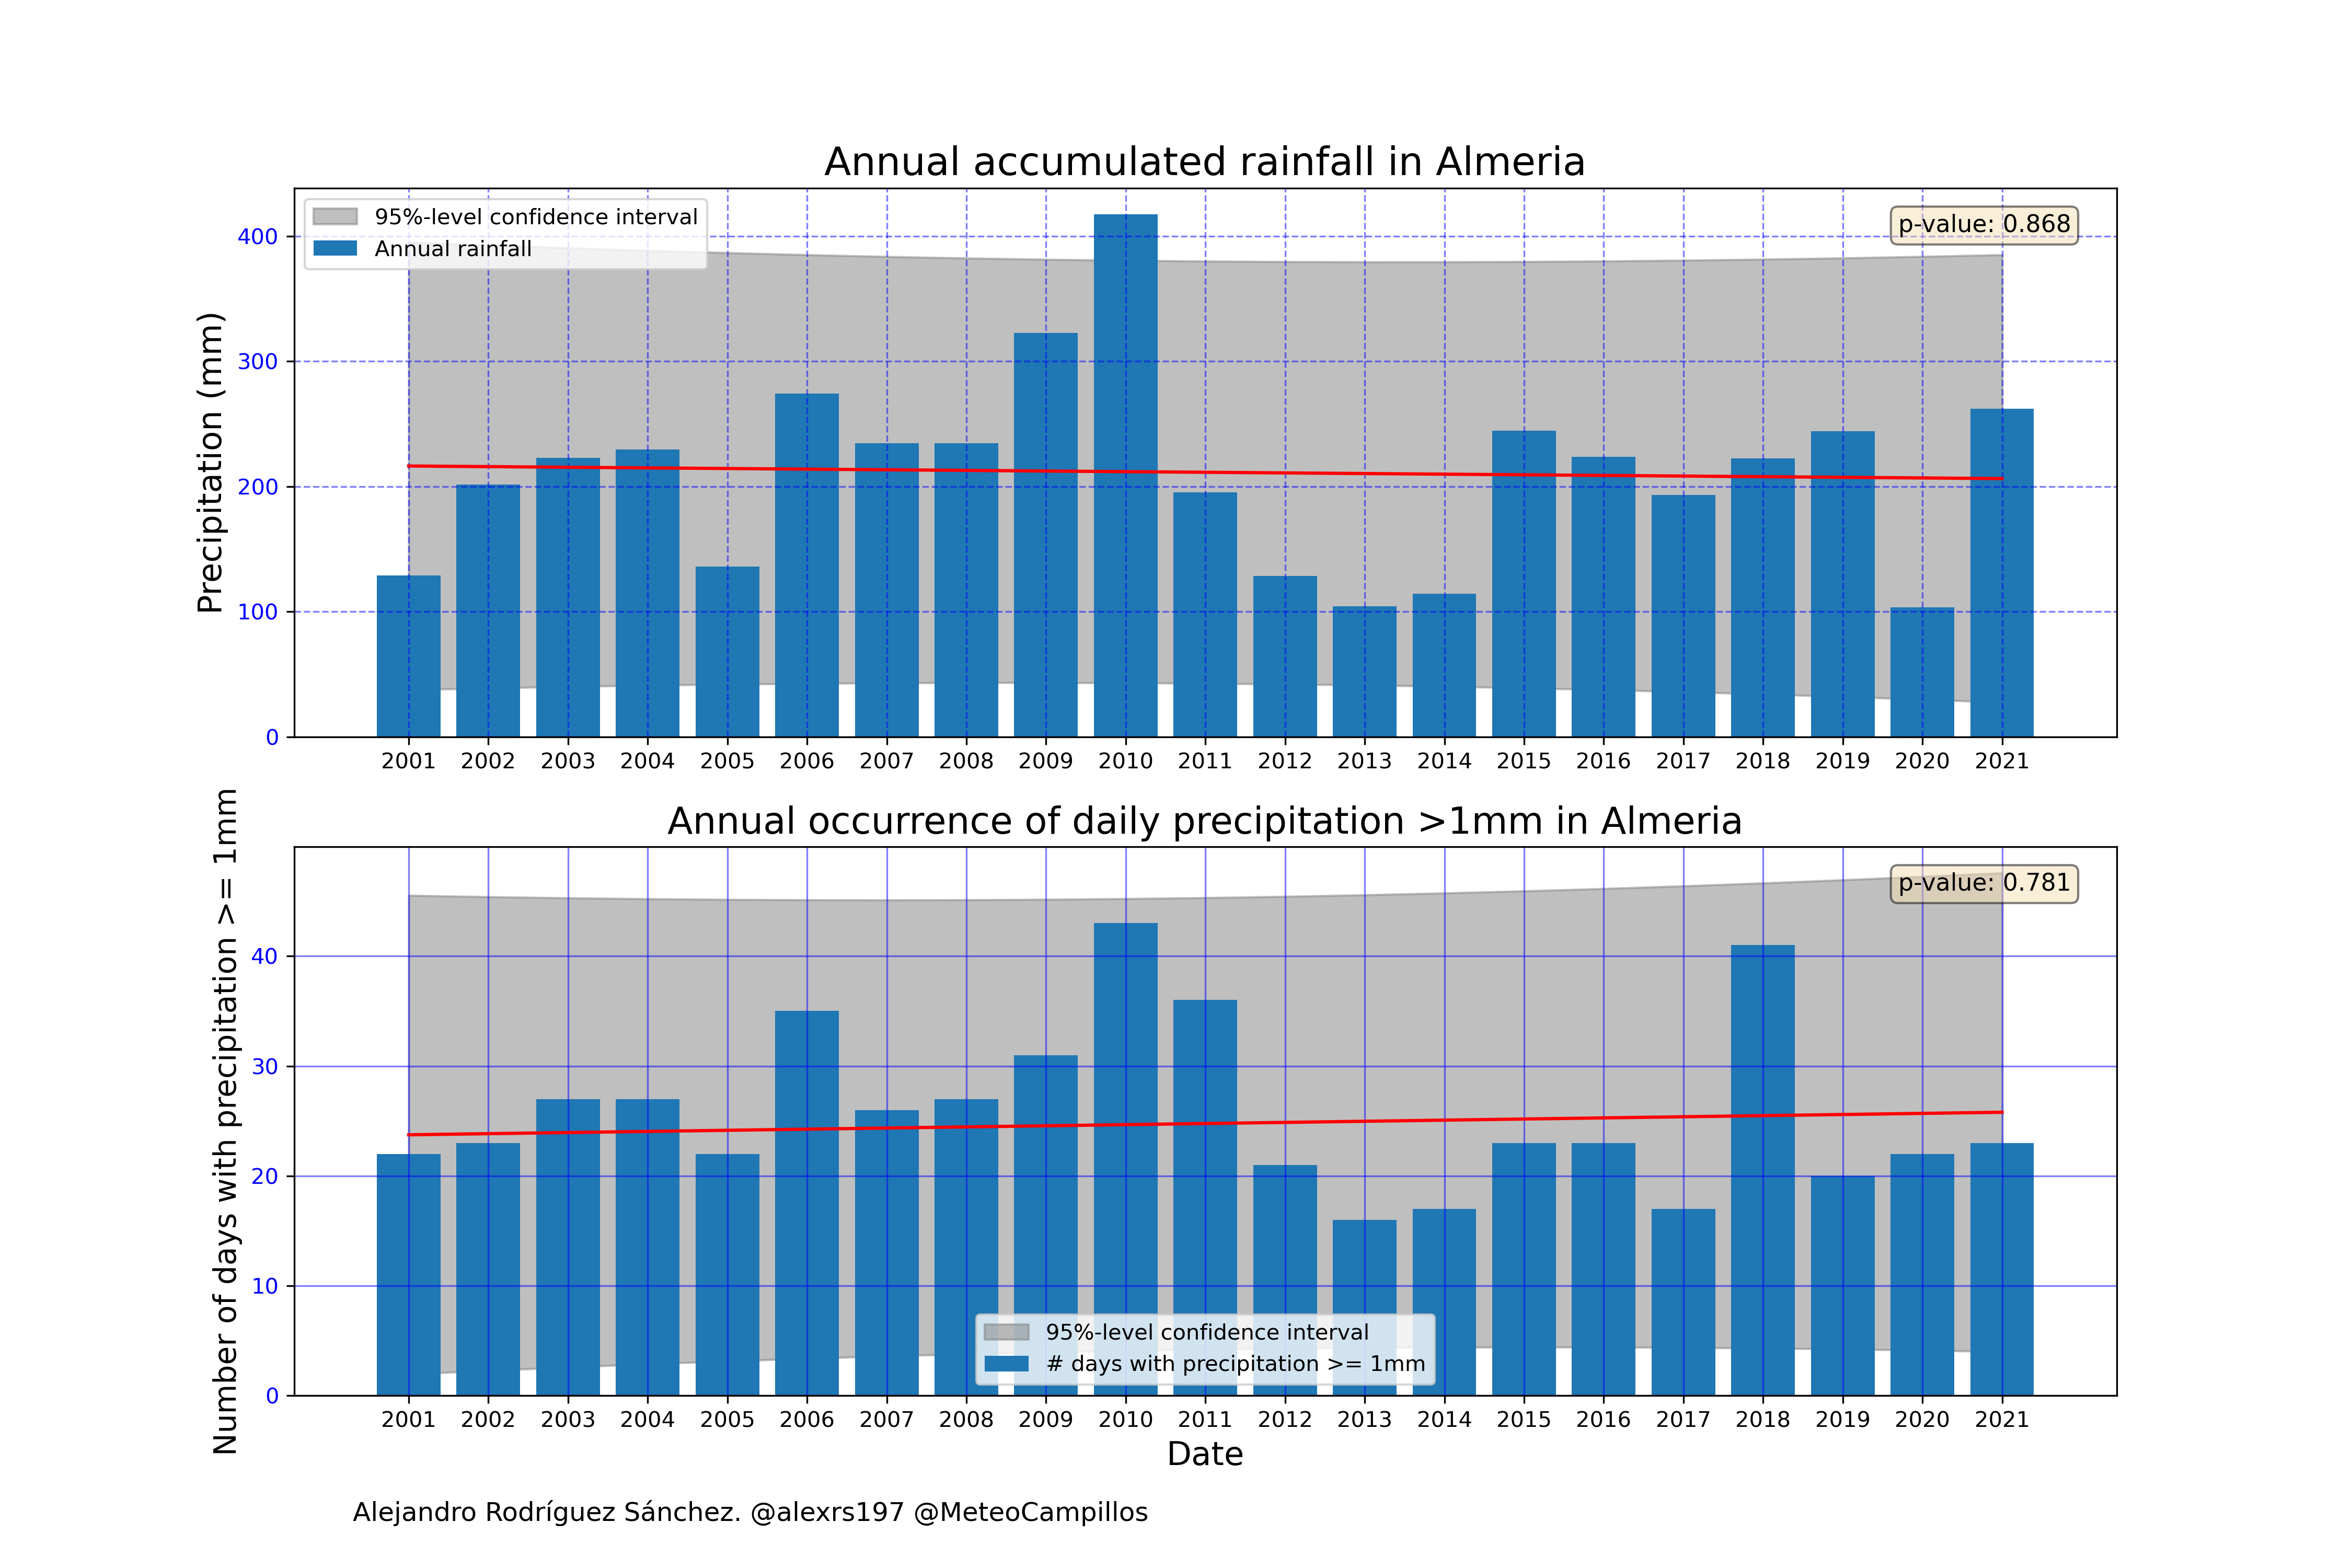 Annual accumulated rainfall in Almeria
95%-level confidence interval
Annual rainfall
p-value: 0.868
Precipitation (mm)
400
300
200
100
0
2001 2002 2003 2004 2005 2006 2007 2008 2009 2010 2011 2012 2013 2014 2015 2016 2017 2018 2019 2020 2021
Annual occurrence of daily precipitation >1mm in Almeria
p-value: 0.781
Number of days with precipitation >= 1mm
40
30
20
10
0
95%-level confidence interval
# days with precipitation >= 1mm
2001 2002 2003 2004 2005 2006 2007 2008 2009 2010 2011 2012 2013 2014 2015 2016 2017 2018 2019 2020 2021
Date
Alejandro Rodríguez Sánchez. @alexrs197 @MeteoCampillos